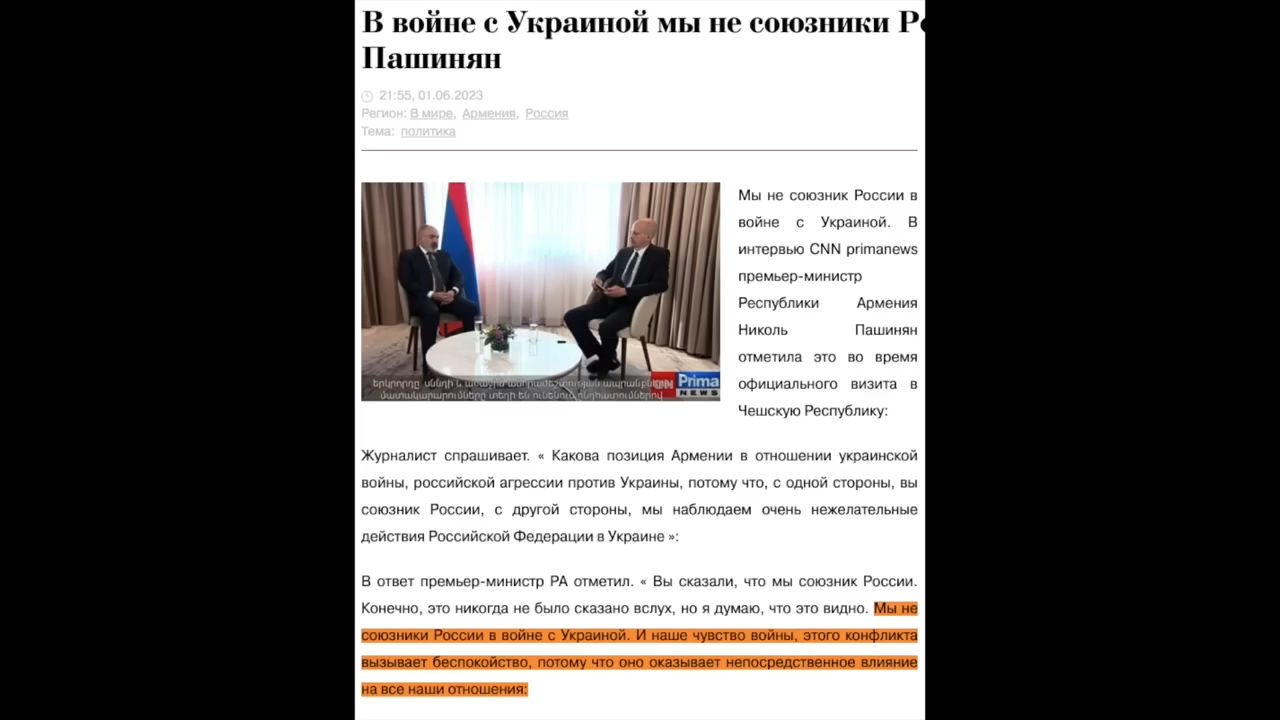 В войне с Украиной мы не союзники
Пашинян
21:55, 01.06.2023
Регион: В мире, Армения, Россия
Тема: политика
Мы не союзник России в
войне с Украиной. В
интервью CNN primanews
премьер-министр
Республики Армения
Николь Пашинян
отметила это во время
официального визита в
Чешскую Республику:
CNN Prima
NEWS
Журналист спрашивает. « Какова позиция Армении в отношении украинской
войны, российской агрессии против Украины, потому что, с одной стороны, вы
союзник России, с другой стороны, мы наблюдаем очень нежелательные
действия Российской Федерации в Украине »:
В ответ премьер-министр РА отметил. « Вы сказали, что мы союзник России.
Конечно, это никогда не было сказано вслух, но я думаю, что это видно. Мы не
союзники России в войне с Украиной. И наше чувство войны, этого конфликта
вызывает беспокойство, потому что оно оказывает непосредственное влияние
на все наши отношения: